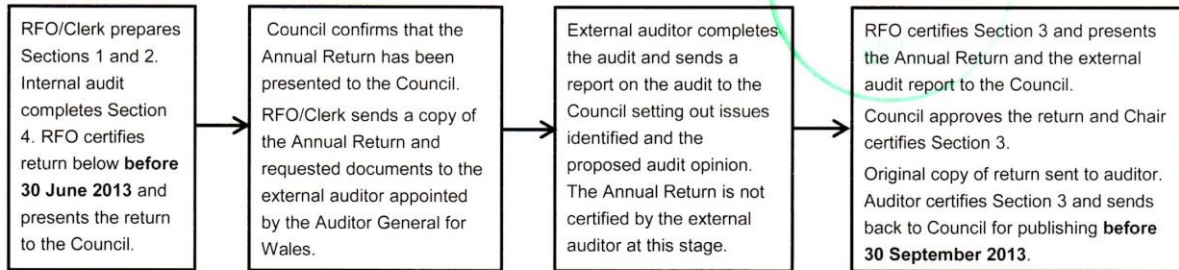 RFO/Clerk prepares
Sections 1 and 2.
Internal audit
completes Section
4. RFO certifies
return below before
30 June 2013 and
presents the return
to the Council.
Council confirms that the
Annual Return has been
presented to the Council.
RFO/Clerk sends a copy of
the Annual Return and
requested documents to the
external auditor appointed
by the Auditor General for
Wales.
External auditor completes
the audit and sends a
report on the audit to the
Council setting out issues
identified and the
proposed audit opinion.
The Annual Return is not
certified by the external
auditor at this stage.
RFO certifies Section 3 and presents
the Annual Return and the external
audit report to the Council.
Council approves the return and Chair
certifies Section 3.
Original copy of return sent to auditor.
Auditor certifies Section 3 and sends
back to Council for publishing before
30 September 2013.